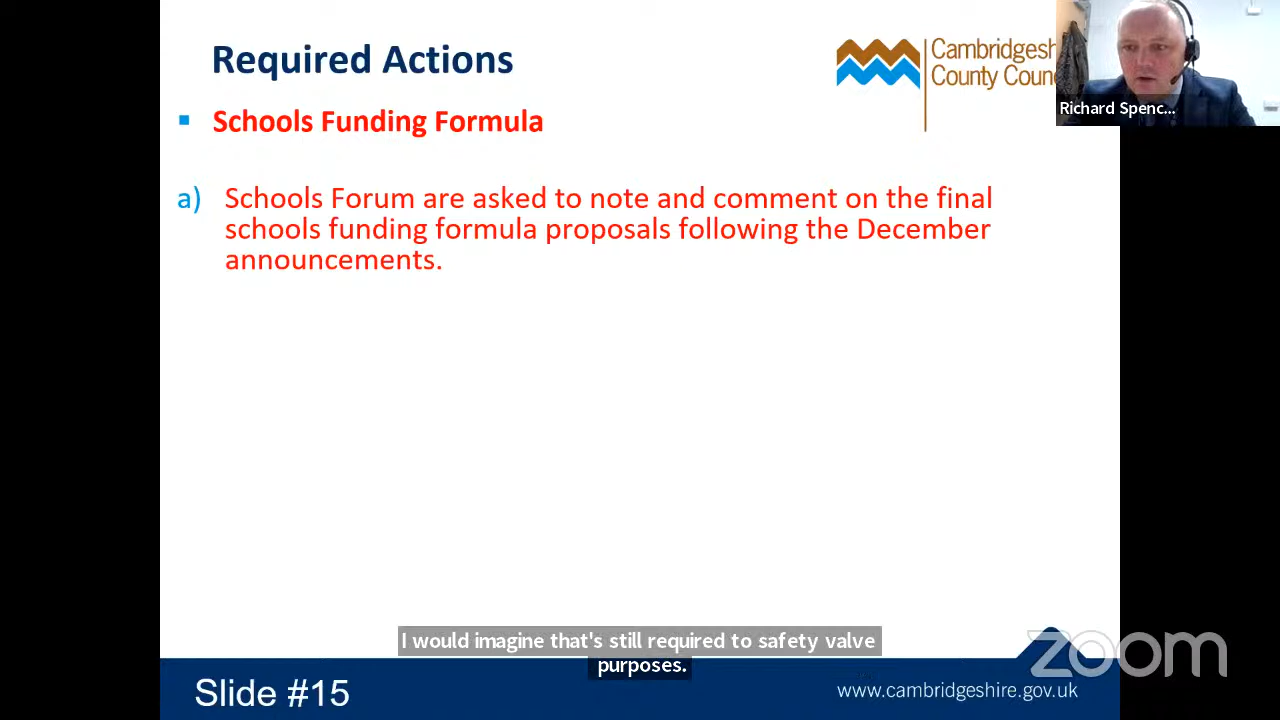 Required Actions
Cambridgesh
County Counc
Richard Spenc...
Schools Funding Formula
a) Schools Forum are asked to note and comment on the final
schools funding formula proposals following the December
announcements.
I would imagine that's still required to safety valve
purposes.
zoom
Slide #15
www.cambridgeshire.gov.uk